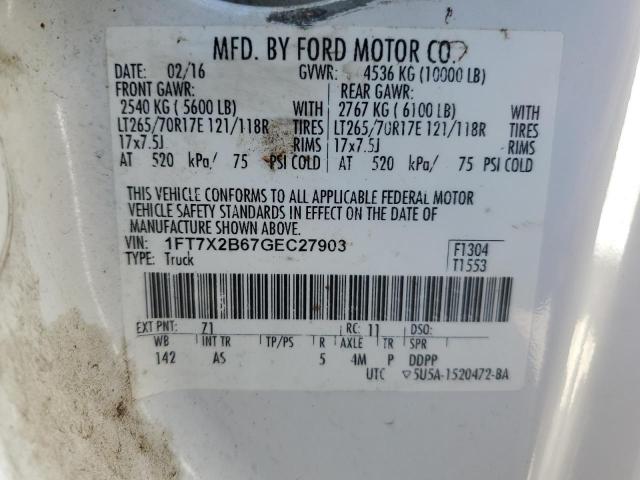 MFD. BY FORD MOTOR CO.
DATE: 02/16 GVWR: 4536 KG (10000 LB)
FRONT GAWR: REAR GAWR:
2540 KG ( 5600 LB) WITH 2767 KG ( 6100 LB) WITH
LT265/70R17E 121/118R TIRES LT265/70R17E 121/118R TIRES
17x7.5J RIMS 17x7.5J RIMS
AT 520 kPa/ 75 PSI COLD AT 520 kPa/ 75 PSI COLD
THIS VEHICLE CONFORMS TO ALL APPLICABLE FEDERAL MOTOR
VEHICLE SAFETY STANDARDS IN EFFECT ON THE DATE OF
MANUFACTURE SHOWN ABOVE.
VIN: 1FT7X2B67GEC27903 F1304
TYPE: Truck T1553
EXT PNT: Z1 RC: 11 DSO:
WB INT TR TP/PS R AXLE TR SPR
142 AS 5 4M P DDPP
UTC ▽5U5A-1520472-BA